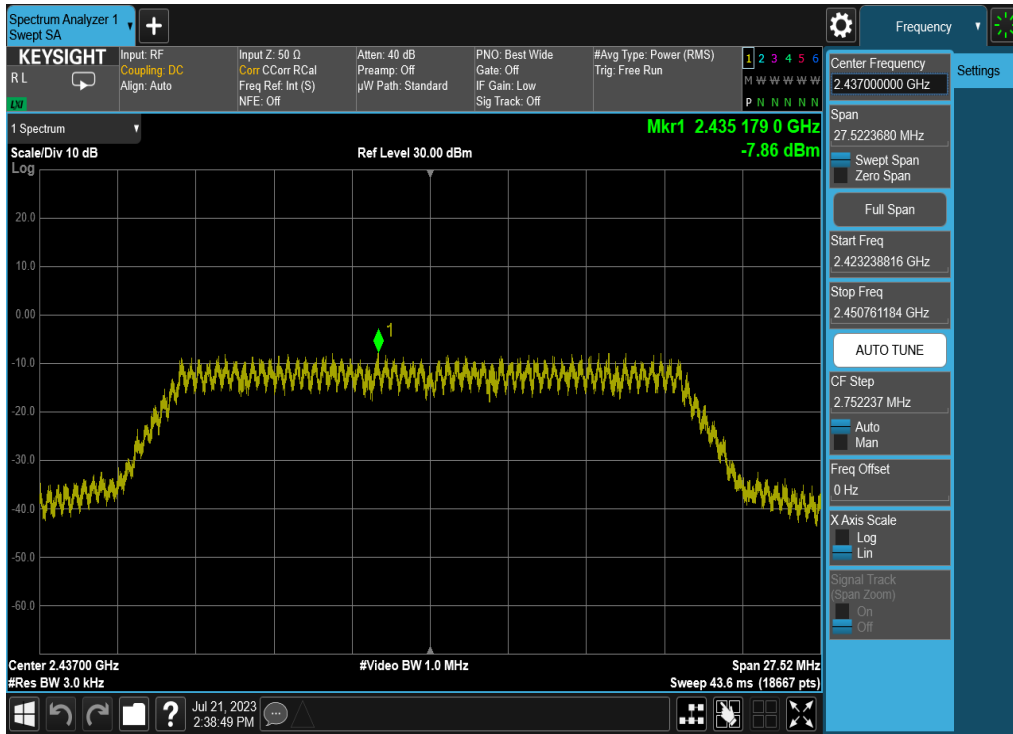 Spectrum Analyzer 1
Swept SA
+
Frequency
KEYSIGHT
R L
LXI
Input: RF
Coupling: DC
Align: Auto
Input Z: 50 Ω
Corr CCorr RCal
Freq Ref: Int (S)
NFE: Off
Atten: 40 dB
Preamp: Off
µW Path: Standard
PNO: Best Wide
Gate: Off
IF Gain: Low
Sig Track: Off
#Avg Type: Power (RMS)
Trig: Free Run
1 2 3 4 5 6
M W W W W W
P N N N N N
1 Spectrum
Scale/Div 10 dB
Ref Level 30.00 dBm
Mkr1 2.435 179 0 GHz
-7.86 dBm
Log
20.0
10.0
0.00
-10.0
-20.0
-30.0
-40.0
-50.0
-60.0
1
Center 2.43700 GHz
#Video BW 1.0 MHz
Span 27.52 MHz
#Res BW 3.0 kHz
Sweep 43.6 ms (18667 pts)
Center Frequency
2.437000000 GHz
Settings
Span
27.5223680 MHz
Swept Span
Zero Span
Full Span
Start Freq
2.423238816 GHz
Stop Freq
2.450761184 GHz
AUTO TUNE
CF Step
2.752237 MHz
Auto
Man
Freq Offset
0 Hz
X Axis Scale
Log
Lin
Signal Track
(Span Zoom)
On
Off
?
Jul 21, 2023
2:38:49 PM